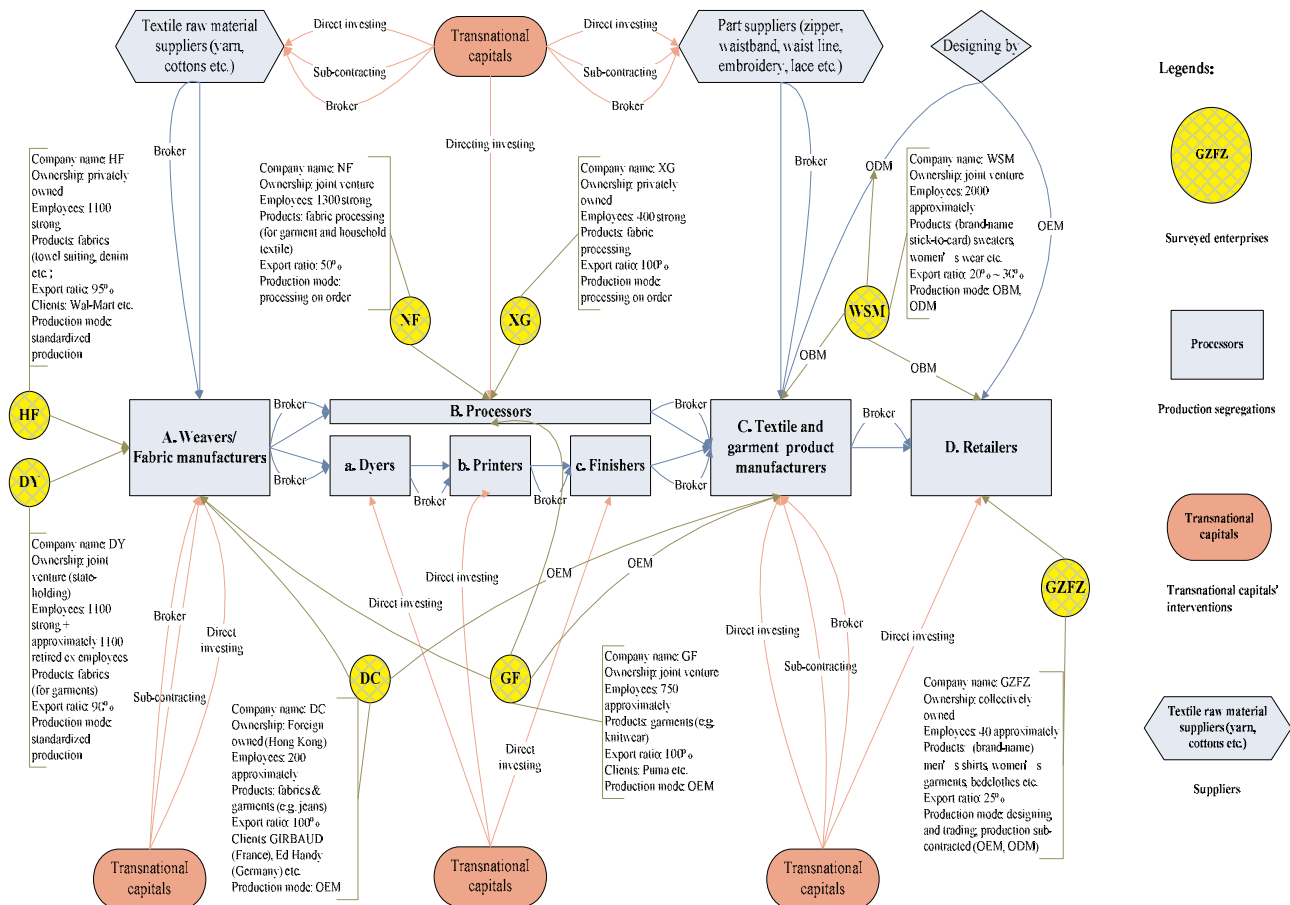 Textile raw material
suppliers (yarn,
cottons etc.)
Direct investing
Sub-contracting
Broker
Transnational
capitals
Direct investing
Sub-contracting
Broker
Part suppliers (zipper,
waistband, waist line,
embroidery, lace etc.)
Designing by
Legends:
GZFZ
Surveyed enterprises
Processors
Production segregations
Transnational
capitals
Transnational capitals'
interventions
Textile raw material
suppliers (yarn,
cottons etc.)
Suppliers
Broker
Directing investing
Broker
ODM
OEM
Company name: HF
Ownership: privately
owned
Employees: 1100
strong
Products: fabrics
(towel suiting, denim
etc.;
Export ratio: 95%
Clients: Wal-Mart etc.
Production mode:
standardized
production
Company name: NF
Ownership: joint venture
Employees: 1300 strong
Products: fabric processing
(for garment and household
textile)
Export ratio: 50%
Production mode:
processing on order
Company name: XG
Ownership: privately
owned
Employees: 400 strong
Products: fabric
processing
Export ratio: 100%
Production mode:
processing on order
Company name: WSM
Ownership: joint venture
Employees: 2000
approximately
Products: (brand-name
stick-to-card) sweaters,
women's wear etc.
Export ratio: 20%~30%
Production mode: OBM,
ODM
NF
XG
WSM
OBM
OBM
HF
DY
A. Weavers/
Fabric manufacturers
Broker
Broker
B. Processors
a. Dyers
Broker
b. Printers
Broker
c. Finishers
Broker
Broker
C. Textile and
garment product
manufacturers
Broker
D. Retailers
Company name: DY
Ownership: joint
venture (state-
holding)
Employees: 1100
strong +
approximately 1100
retired ex employees
Products: fabrics
(for garments)
Export ratio: 90%
Production mode:
standardized
production
Broker
Sub-contracting
Direct
investing
Direct investing
Direct investing
Direct
investing
OEM
OEM
DC
GF
GZFZ
Company name: DC
Ownership: Foreign
owned (Hong Kong)
Employees: 200
approximately
Products: fabrics &
garments (e.g. jeans)
Export ratio: 100%
Clients: GIRBAUD
(France), Ed Handy
(Germany) etc.
Production mode: OEM
Company name: GF
Ownership: joint venture
Employees: 750
approximately
Products: garments (e.g.
knitwear)
Export ratio: 100%
Clients: Puma etc.
Production mode: OEM
Direct investing
Broker
Sub-contracting
Direct investing
Company name: GZFZ
Ownership: collectively
owned
Employees: 40 approximately
Products: (brand-name)
men's shirts, women's
garments, bedclothes etc.
Export ratio: 25%
Production mode: designing
and trading; production sub-
contracted (OEM, ODM)
Transnational
capitals
Transnational
capitals
Transnational
capitals